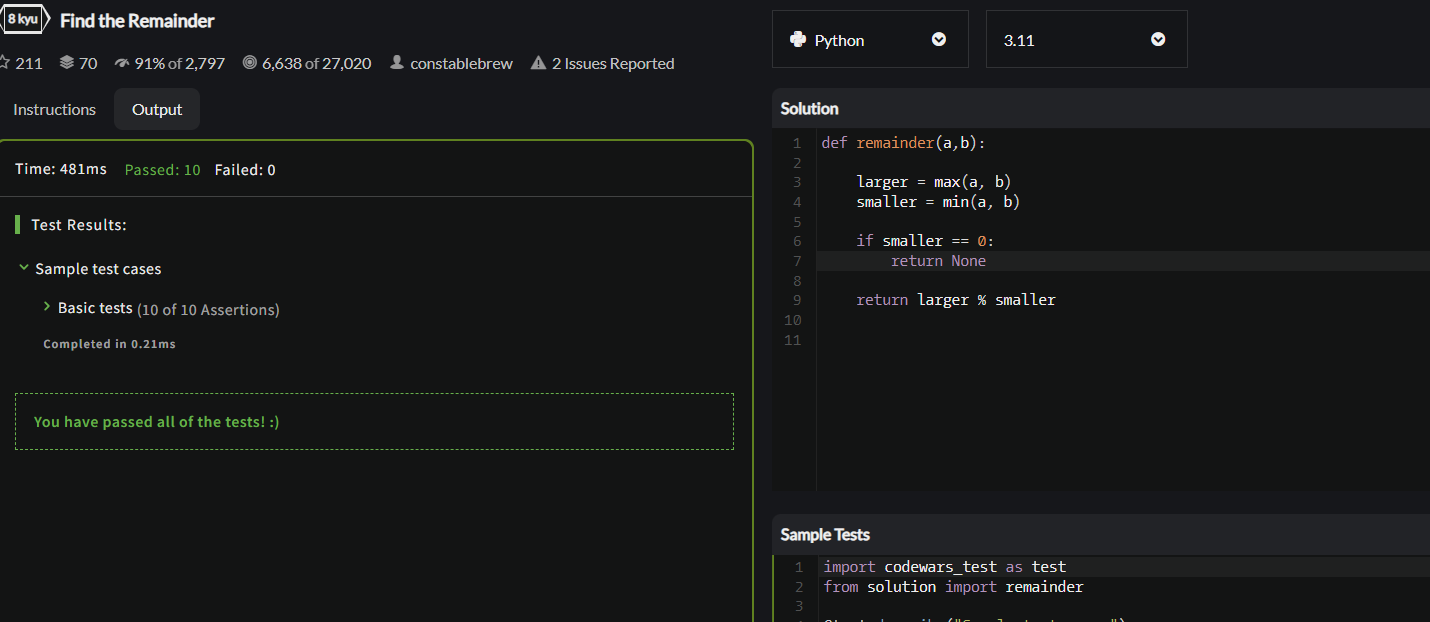 8 kyu Find the Remainder
211 70 91% of 2,797 6,638 of 27,020 constablebrew 2 Issues Reported
Instructions Output
Time: 481ms Passed: 10 Failed: 0
Test Results:
Sample test cases
Basic tests (10 of 10 Assertions)
Completed in 0.21ms
You have passed all of the tests! :)
Python 3.11
Solution
1 def remainder(a,b):
2
3 larger = max(a, b)
4 smaller = min(a, b)
5
6 if smaller == 0:
7 return None
8
9 return larger % smaller
10
11
Sample Tests
1 import codewars_test as test
2 from solution import remainder
3